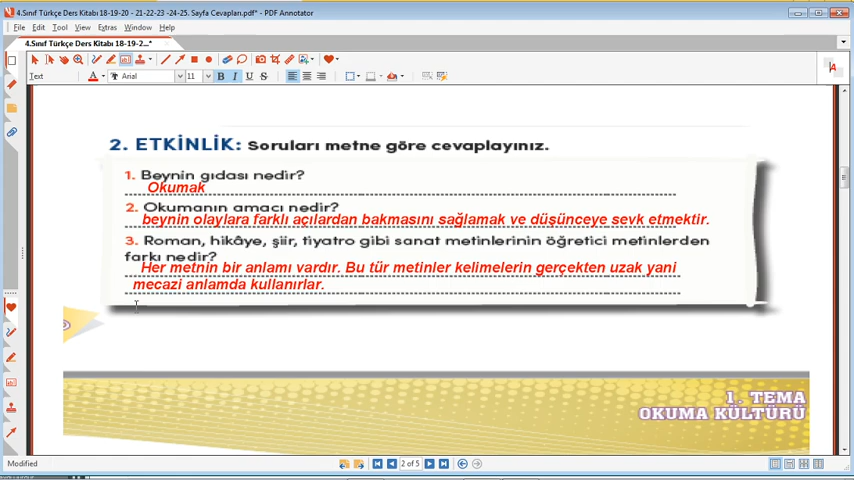 4.Sınıf Türkçe Ders Kitabı 18-19-20 - 21-22-23 -24-25. Sayfa Cevapları.pdf* - PDF Annotator
File Edit Tool View Extras Window Help
4.Sınıf Türkçe Ders Kitabı 18-19-2...*
Text Arial 11 B I U S
2. ETKİNLİK: Soruları metne göre cevaplayınız.
1. Beynin gıdası nedir?
Okumak
2. Okumanın amacı nedir?
beynin olaylara farklı açılardan bakmasını sağlamak ve düşünceye sevk etmektir.
3. Roman, hikâye, şiir, tiyatro gibi sanat metinlerinin öğretici metinlerden
farkı nedir?
Her metnin bir anlamı vardır. Bu tür metinler kelimelerin gerçekten uzak yani
mecazi anlamda kullanırlar.
1. TEMA
OKUMA KÜLTÜRÜ
Modified
2 of 5